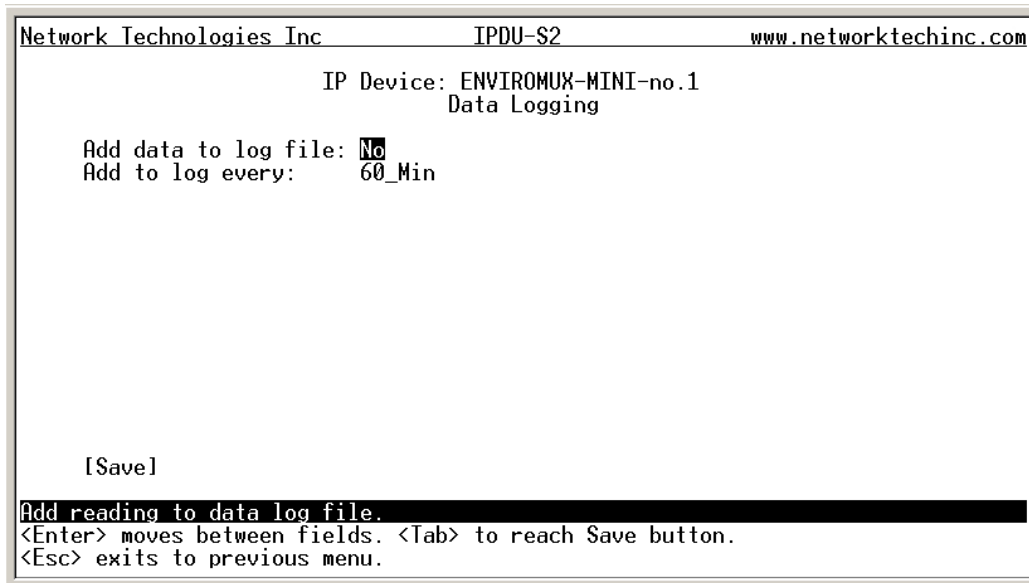 Network Technologies Inc IPDU-S2 www.networktechinc.com
IP Device: ENVIROMUX-MINI-no.1
Data Logging
Add data to log file: No
Add to log every: 60_Min
[Save]
Add reading to data log file.
<Enter> moves between fields. <Tab> to reach Save button.
<Esc> exits to previous menu.